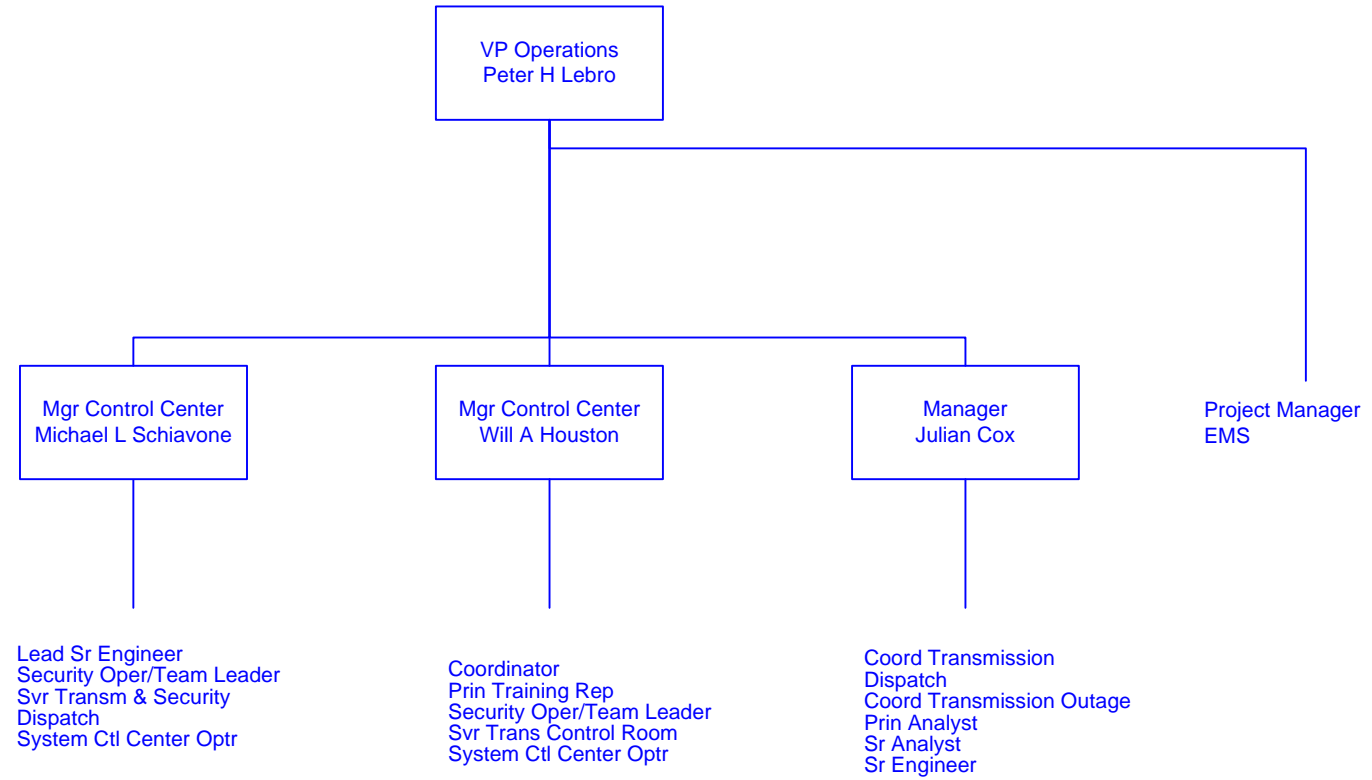 VP Operations
Peter H Lebro
Mgr Control Center
Michael L Schiavone
Mgr Control Center
Will A Houston
Manager
Julian Cox
Project Manager
EMS
Lead Sr Engineer
Security Oper/Team Leader
Svr Transm & Security
Dispatch
System Ctl Center Optr
Coordinator
Prin Training Rep
Security Oper/Team Leader
Svr Trans Control Room
System Ctl Center Optr
Coord Transmission
Dispatch
Coord Transmission Outage
Prin Analyst
Sr Analyst
Sr Engineer